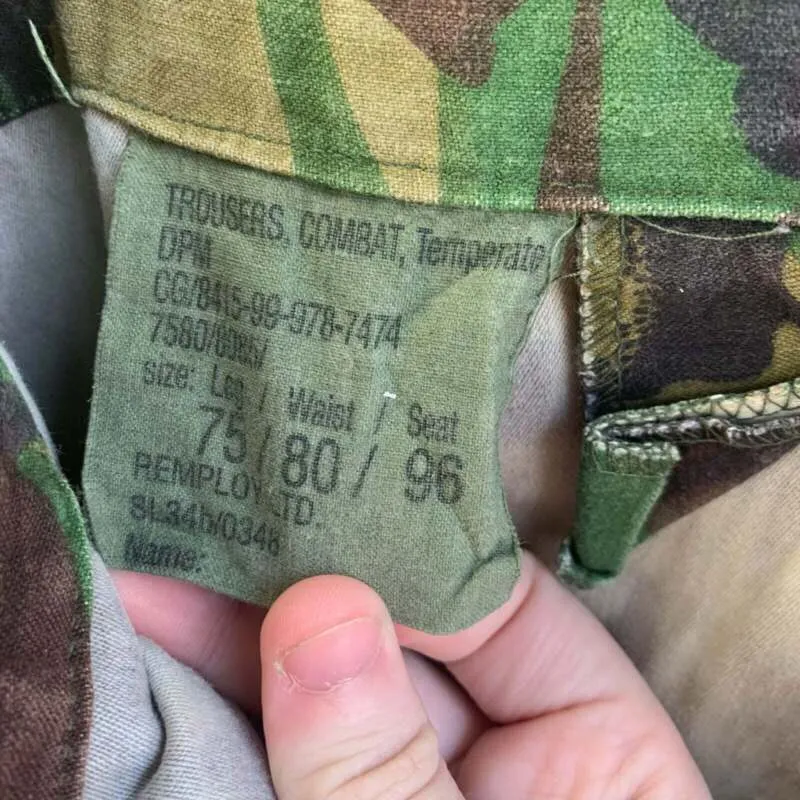 TROUSERS, COMBAT, Temperate
DPM
CG/8415-99-978-7474
size: Leg / Waist / Seat
75 / 80 / 96
REMPLOY LTD.
SL34b/0346
Name: